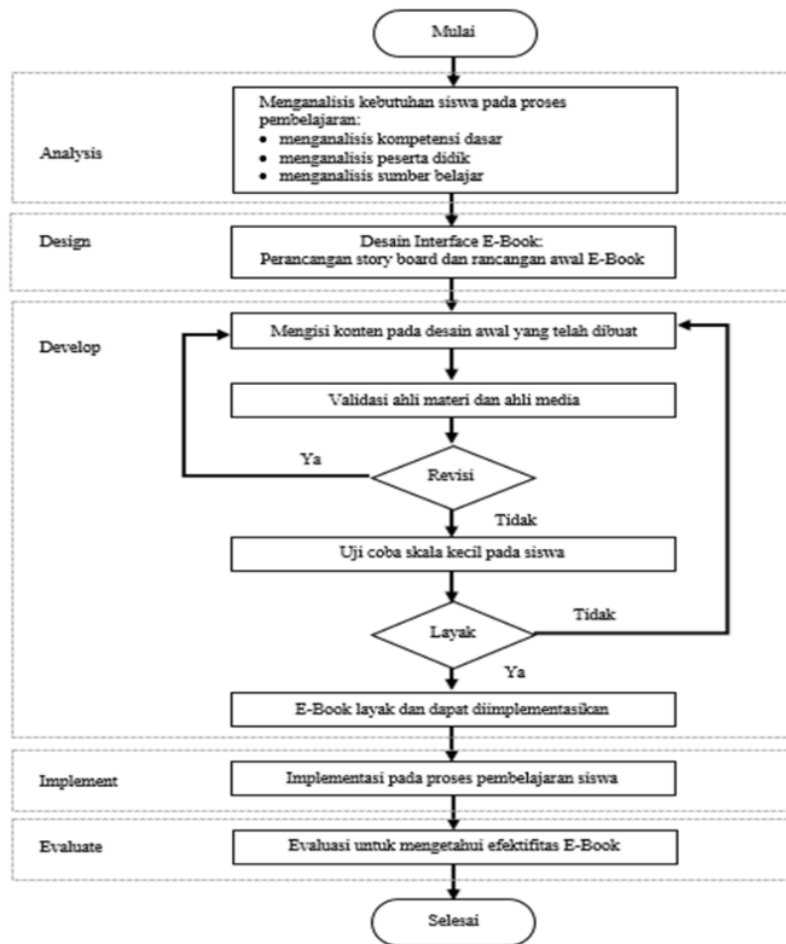 Mulai
Analysis
Menganalisis kebutuhan siswa pada proses
pembelajaran:
• menganalisis kompetensi dasar
• menganalisis peserta didik
• menganalisis sumber belajar
Design
Desain Interface E-Book:
Perancangan story board dan rancangan awal E-Book
Develop
Mengisi konten pada desain awal yang telah dibuat
Validasi ahli materi dan ahli media
Ya
Revisi
Tidak
Uji coba skala kecil pada siswa
Layak
Tidak
Ya
E-Book layak dan dapat diimplementasikan
Implement
Implementasi pada proses pembelajaran siswa
Evaluate
Evaluasi untuk mengetahui efektifitas E-Book
Selesai